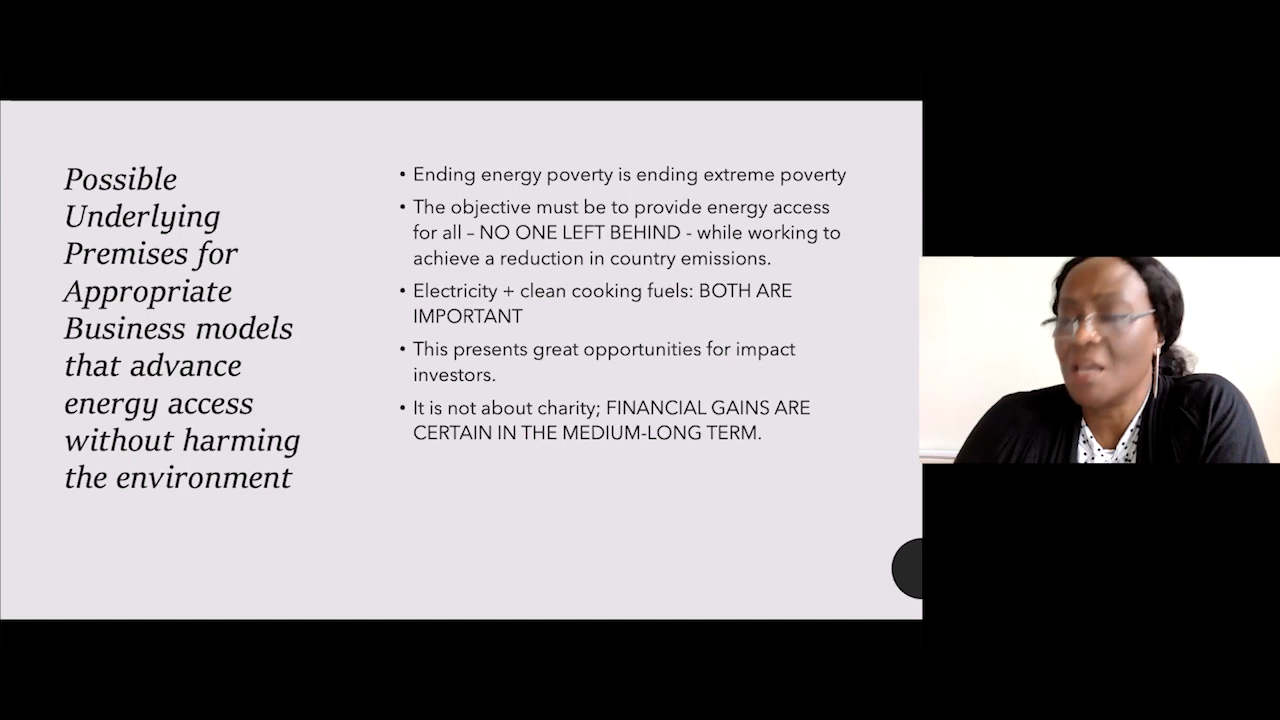 Possible
Underlying
Premises for
Appropriate
Business models
that advance
energy access
without harming
the environment
• Ending energy poverty is ending extreme poverty
• The objective must be to provide energy access
for all – NO ONE LEFT BEHIND - while working to
achieve a reduction in country emissions.
• Electricity + clean cooking fuels: BOTH ARE
IMPORTANT
• This presents great opportunities for impact
investors.
• It is not about charity; FINANCIAL GAINS ARE
CERTAIN IN THE MEDIUM-LONG TERM.